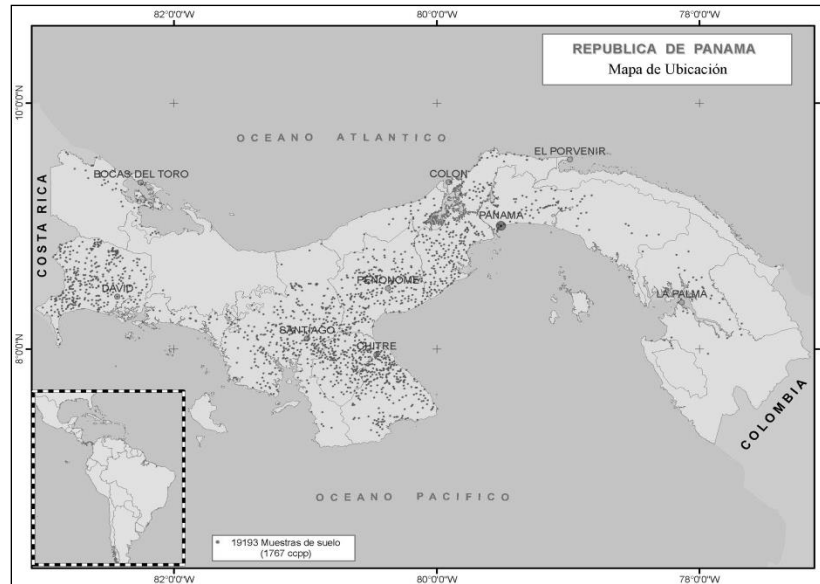 82°0'0"W
80°0'0"W
78°0'0"W
REPUBLICA DE PANAMA
Mapa de Ubicación
10°0'0"N
OCEANO ATLANTICO
EL PORVENIR
BOCAS DEL TORO
COLON
COSTA RICA
PANAMA
DAVID
PENONOME
LA PALMA
SANTIAGO
CHITRE
8°0'0"N
COLOMBIA
OCEANO PACIFICO
19193 Muestras de suelo
(1767 ccpp)
82°0'0"W
80°0'0"W
78°0'0"W